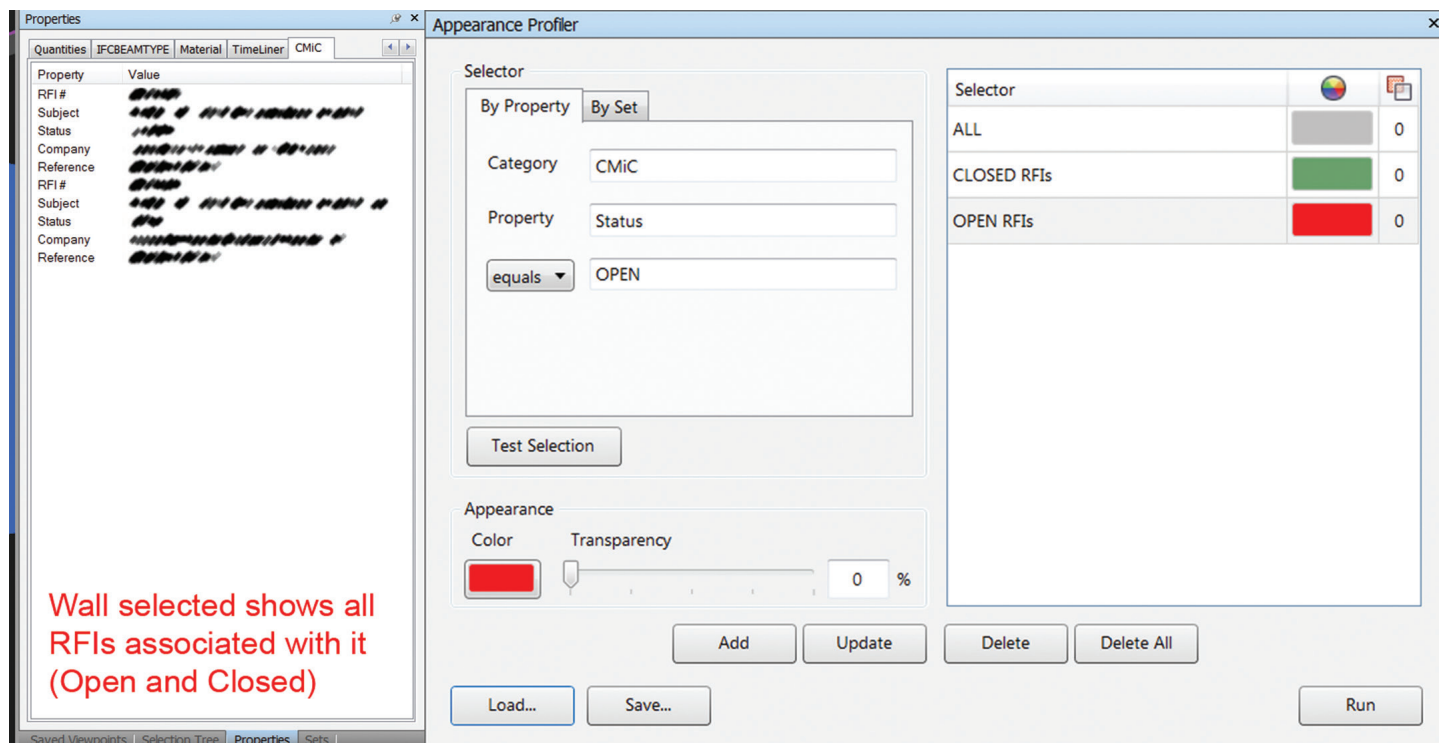 Properties
Quantities IFCBEAMTYPE Material TimeLiner CMiC
Property Value
RFI #
Subject
Status
Company
Reference
RFI #
Subject
Status
Company
Reference
Wall selected shows all
RFIs associated with it
(Open and Closed)
Saved Viewpoints Selection Tree Properties Sets
Appearance Profiler
Selector
By Property By Set
Category CMiC
Property Status
equals OPEN
Test Selection
Appearance
Color Transparency
0 %
Selector
ALL 0
CLOSED RFIs 0
OPEN RFIs 0
Add Update Delete Delete All
Load... Save... Run